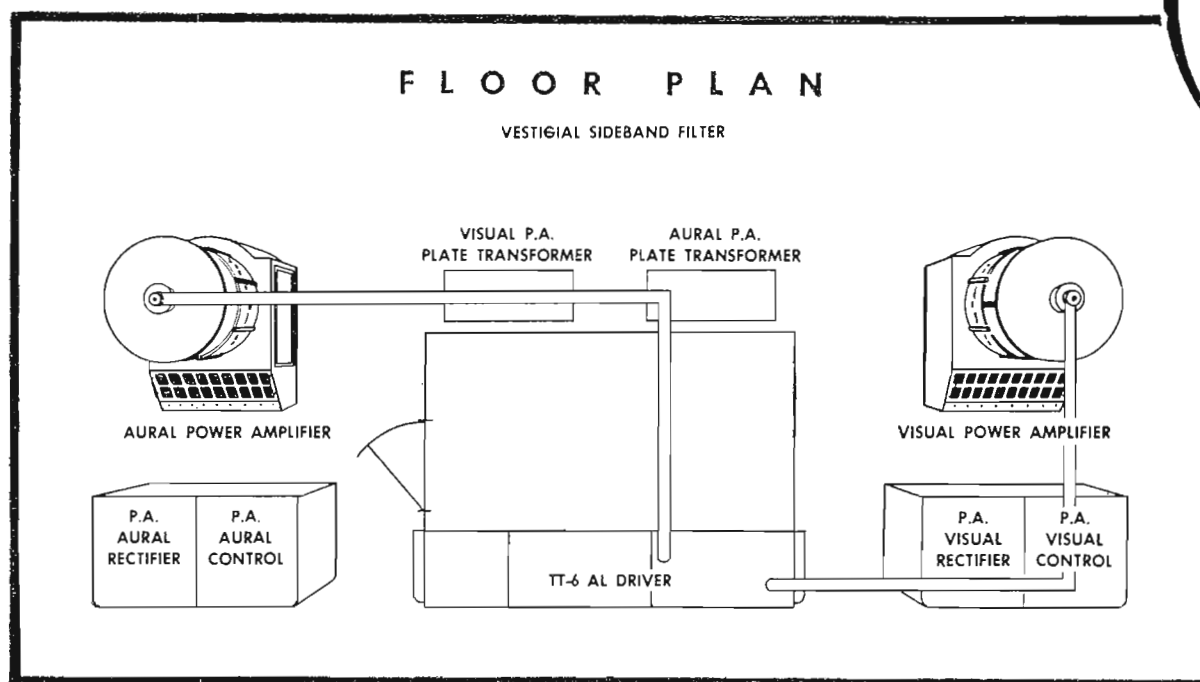 FLOOR PLAN
VESTIGIAL SIDEBAND FILTER
VISUAL P.A.
PLATE TRANSFORMER
AURAL P.A.
PLATE TRANSFORMER
AURAL POWER AMPLIFIER
VISUAL POWER AMPLIFIER
P.A.
AURAL
RECTIFIER
P.A.
AURAL
CONTROL
TT-6 AL DRIVER
P.A.
VISUAL
RECTIFIER
P.A.
VISUAL
CONTROL